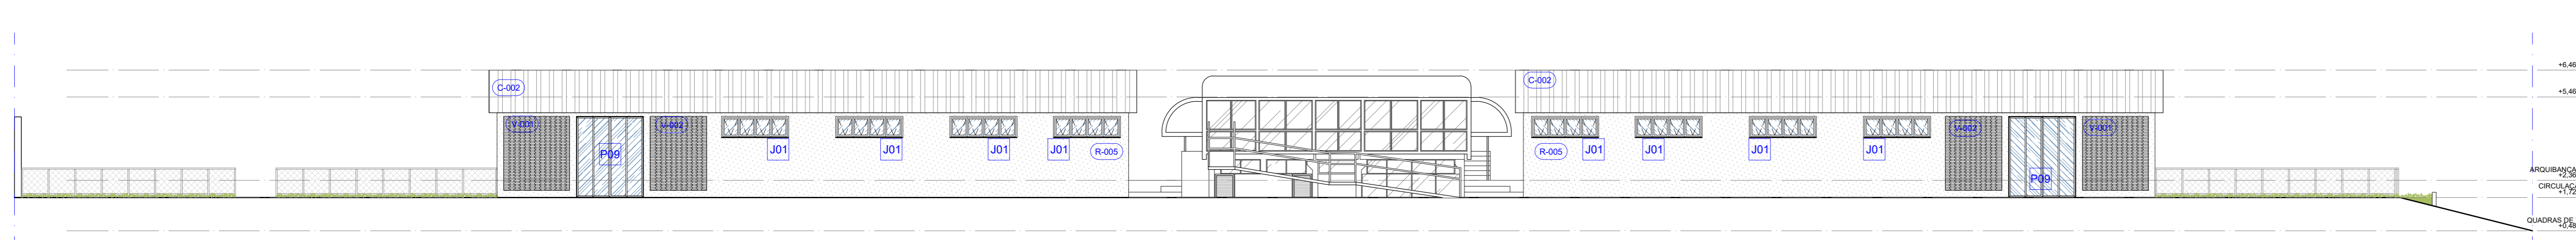 +6,46
C-002
C-002
+5,46
V-001
V-002
V-002
V-001
J01
J01
J01
J01
R-005
R-005
J01
J01
J01
J01
P09
P09
ARQUIBANCA
+2,36
CIRCULAÇ
+1,72
QUADRAS DE
+0,48